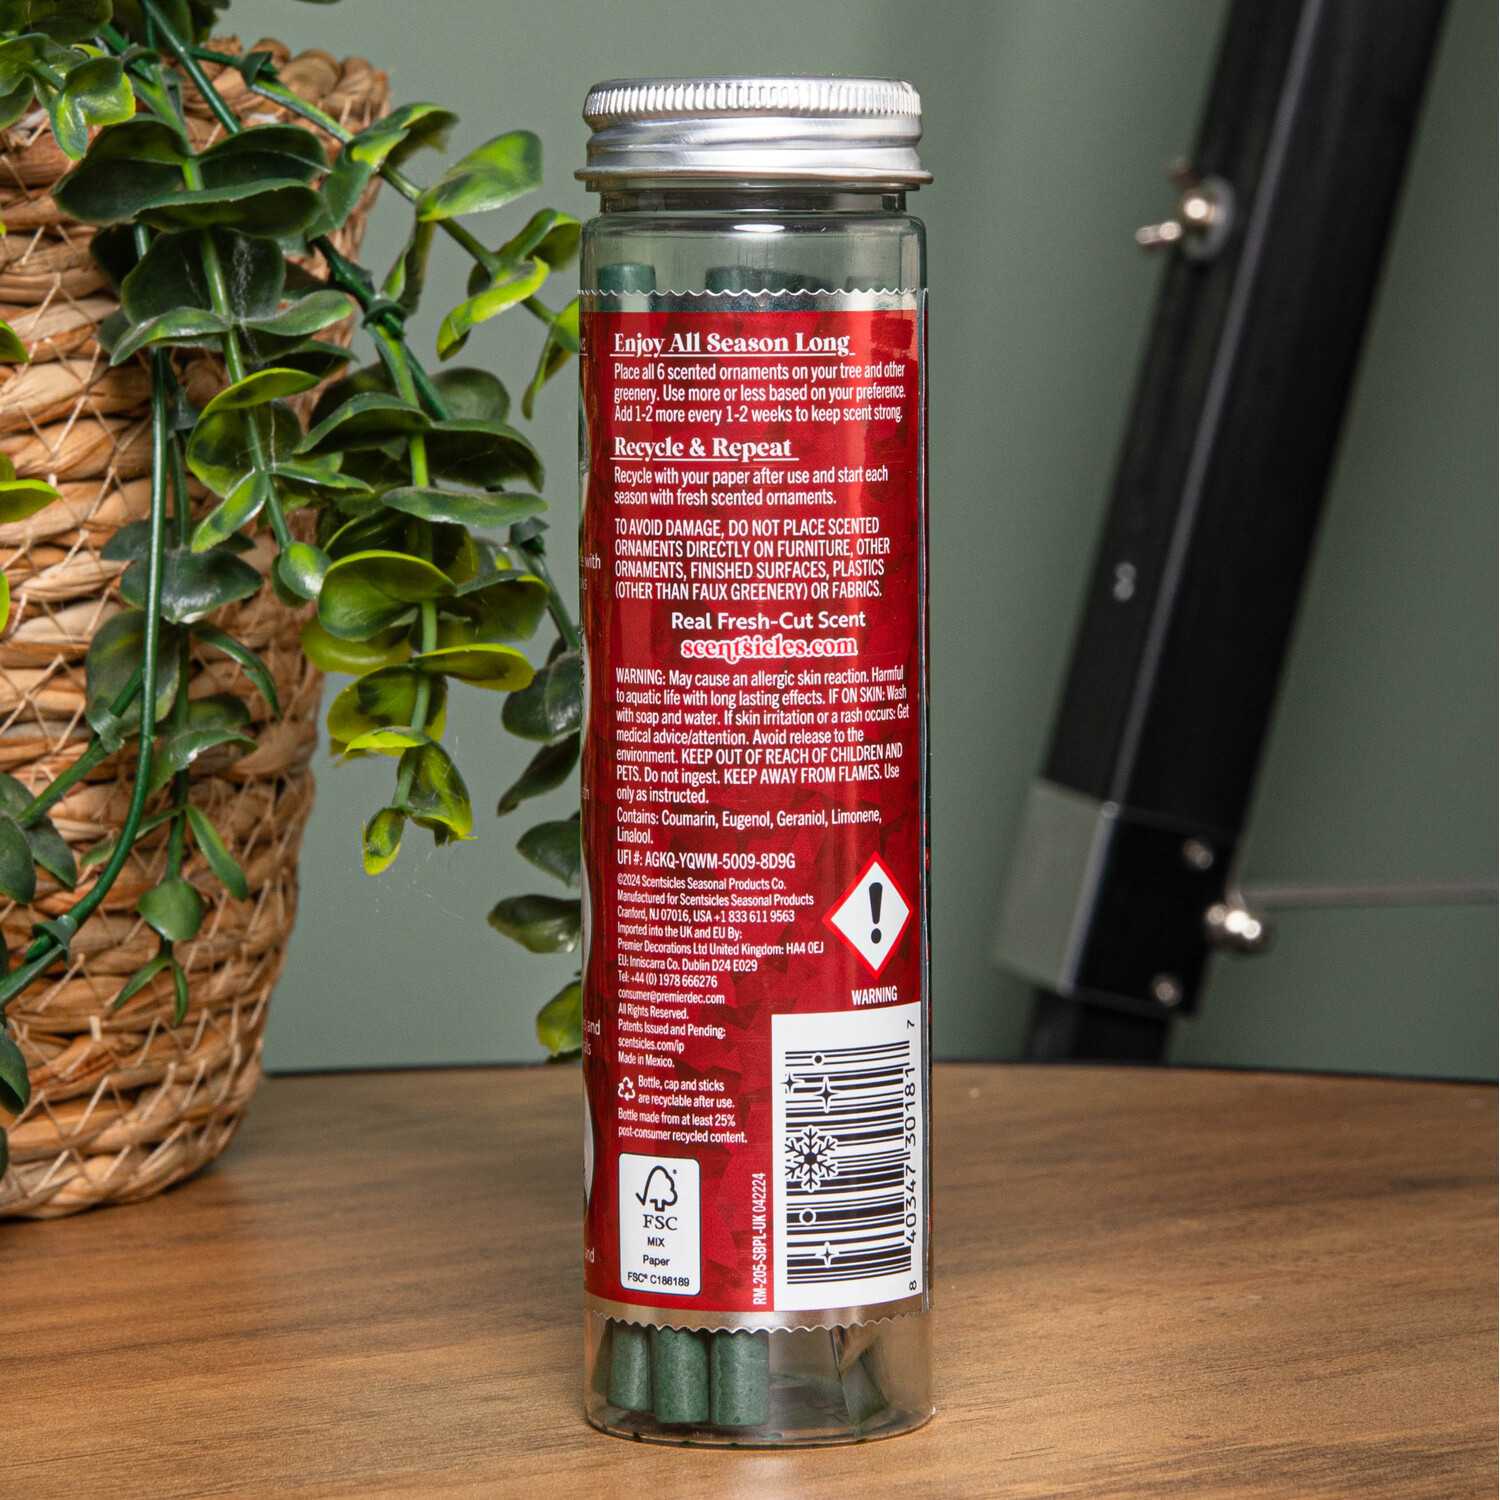 Enjoy All Season Long
Place all 6 scented ornaments on your tree and other
greenery. Use more or less based on your preference.
Add 1-2 more every 1-2 weeks to keep scent strong.
Recycle & Repeat
Recycle with your paper after use and start each
season with fresh scented ornaments.
TO AVOID DAMAGE, DO NOT PLACE SCENTED
ORNAMENTS DIRECTLY ON FURNITURE, OTHER
ORNAMENTS, FINISHED SURFACES, PLASTICS
(OTHER THAN FAUX GREENERY) OR FABRICS.
Real Fresh-Cut Scent
scentsicles.com
WARNING: May cause an allergic skin reaction. Harmful
to aquatic life with long lasting effects. IF ON SKIN: Wash
with soap and water. If skin irritation or a rash occurs: Get
medical advice/attention. Avoid release to the
environment. KEEP OUT OF REACH OF CHILDREN AND
PETS. Do not ingest. KEEP AWAY FROM FLAMES. Use
only as instructed.
Contains: Coumarin, Eugenol, Geraniol, Limonene,
Linalool.
UFI #: AGKQ-YQWM-5009-8D9G
©2024 Scentsicles Seasonal Products Co.
Manufactured for Scentsicles Seasonal Products
Cranford, NJ 07016, USA +1 833 611 9563
Imported into the UK and EU By:
Premier Decorations Ltd United Kingdom: HA4 0EJ
EU: Inniscarra Co. Dublin D24 E029
Tel: +44 (0) 1978 666276
consumer@premierdec.com
All Rights Reserved.
Patents Issued and Pending;
scentsicles.com/ip
Made in Mexico.
WARNING
Bottle, cap and sticks
are recyclable after use.
Bottle made from at least 25%
post-consumer recycled content.
FSC
MIX
Paper
FSC® C186189
RM-205-SBPL-UK 042224
8 40347 30181 7
with
and